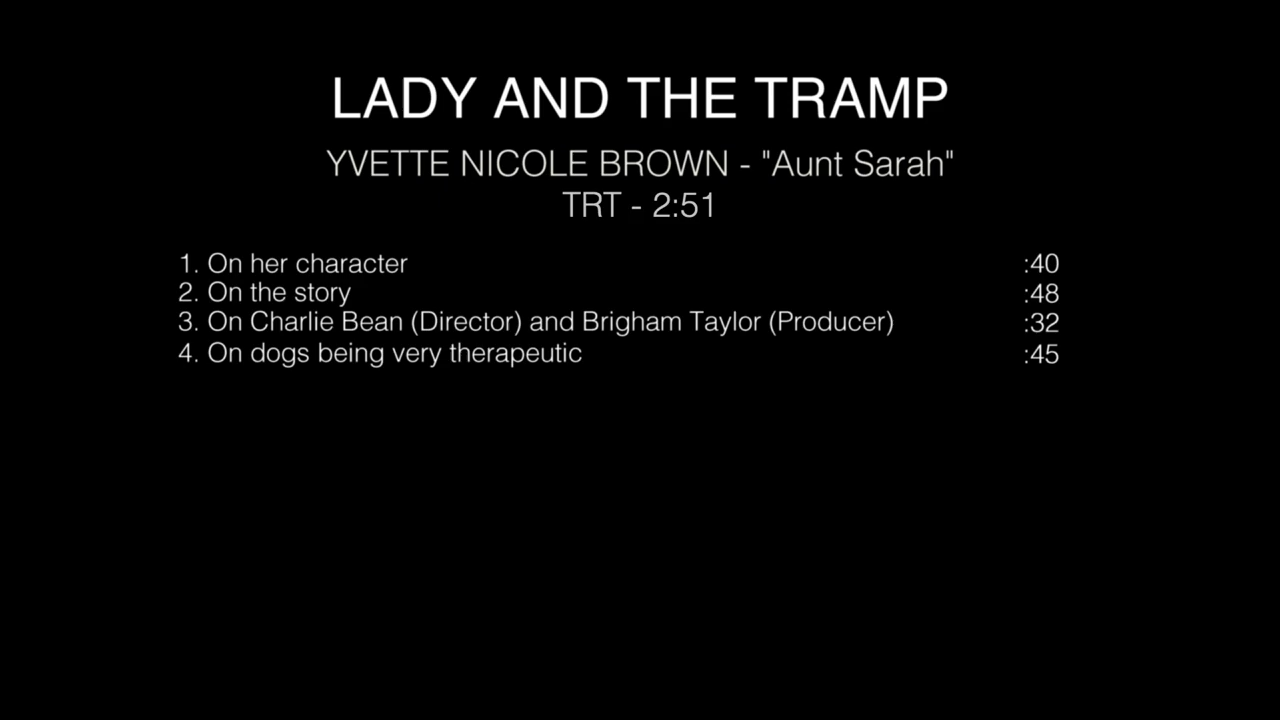 LADY AND THE TRAMP
YVETTE NICOLE BROWN - "Aunt Sarah"
TRT - 2:51
1. On her character :40
2. On the story :48
3. On Charlie Bean (Director) and Brigham Taylor (Producer) :32
4. On dogs being very therapeutic :45